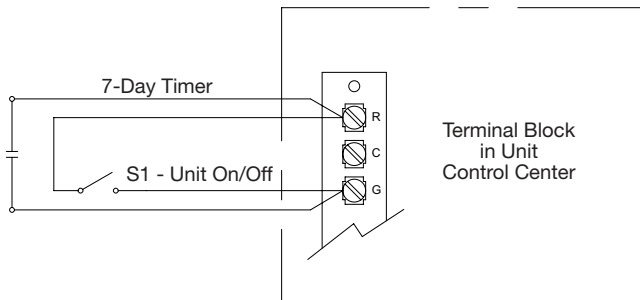 7-Day Timer
R
C
S1 - Unit On/Off
G
Terminal Block
in Unit
Control Center